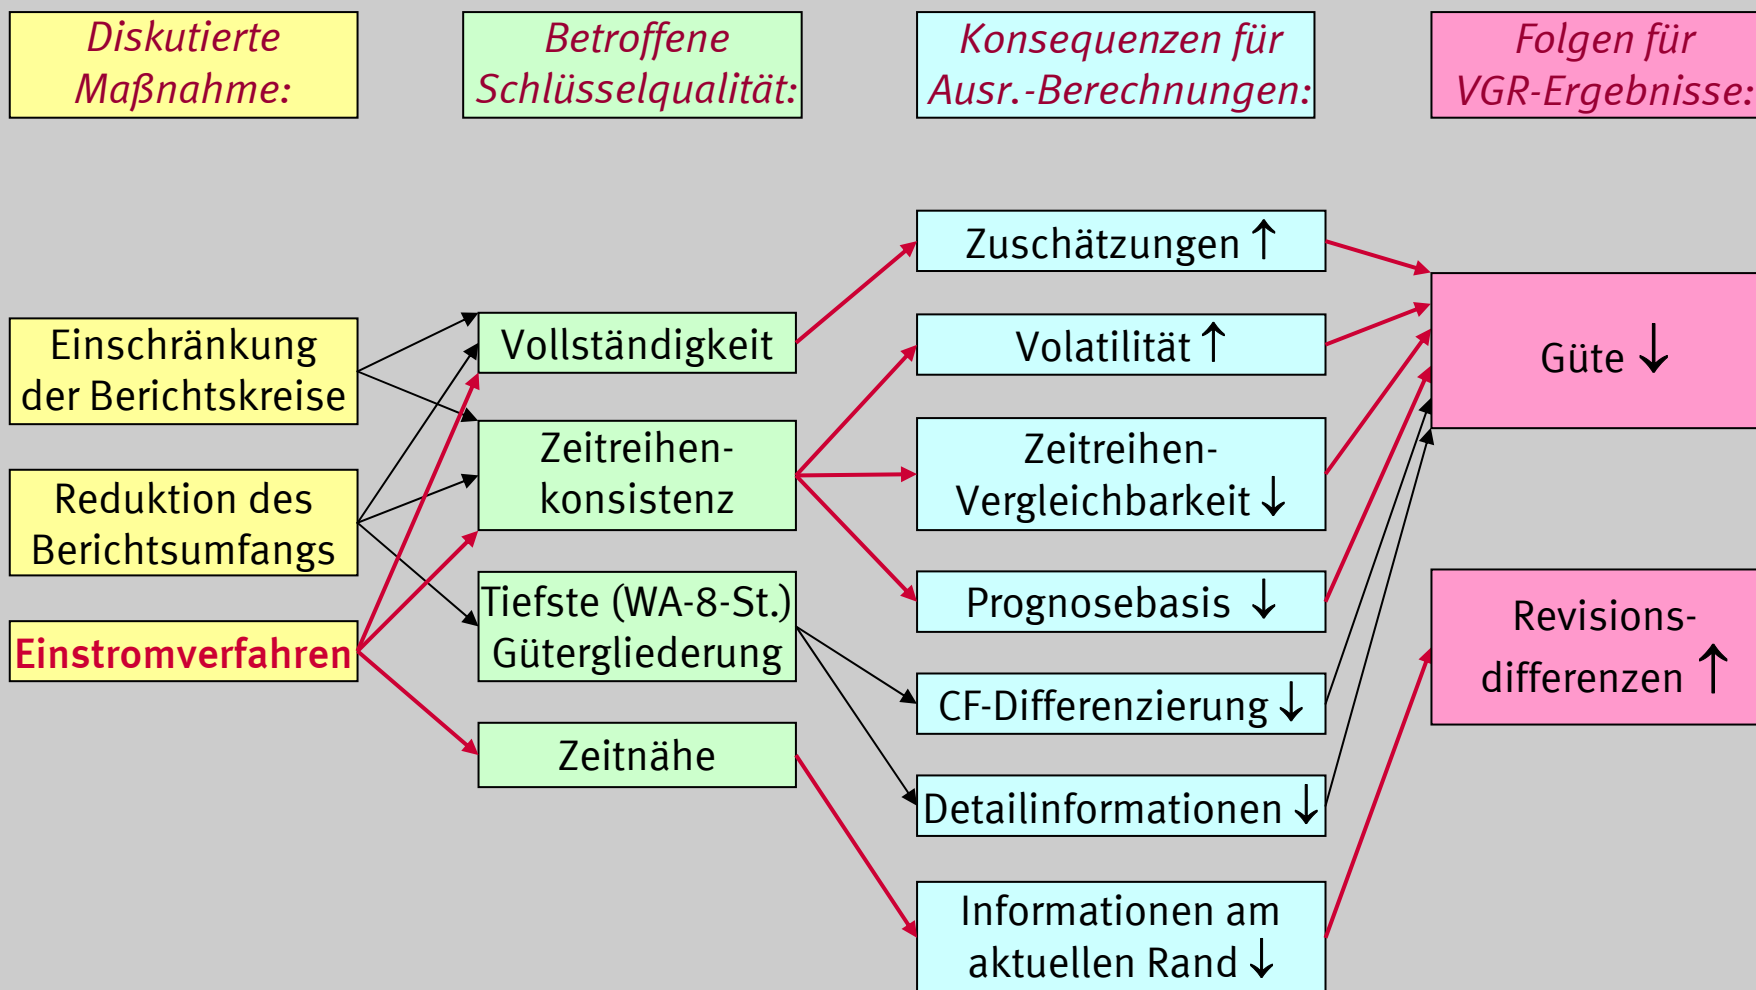 Diskutierte
Maßnahme:
Betroffene
Schlüsselqualität:
Konsequenzen für
Ausr.-Berechnungen:
Folgen für
VGR-Ergebnisse:
Einschränkung
der Berichtskreise
Reduktion des
Berichtsumfangs
Einstromverfahren
Vollständigkeit
Zeitreihen-
konsistenz
Tiefste (WA-8-St.)
Gütergliederung
Zeitnähe
Zuschätzungen ↑
Volatilität ↑
Zeitreihen-
Vergleichbarkeit ↓
Prognosebasis ↓
CF-Differenzierung ↓
Detailinformationen ↓
Informationen am
aktuellen Rand ↓
Güte ↓
Revisions-
differenzen ↑